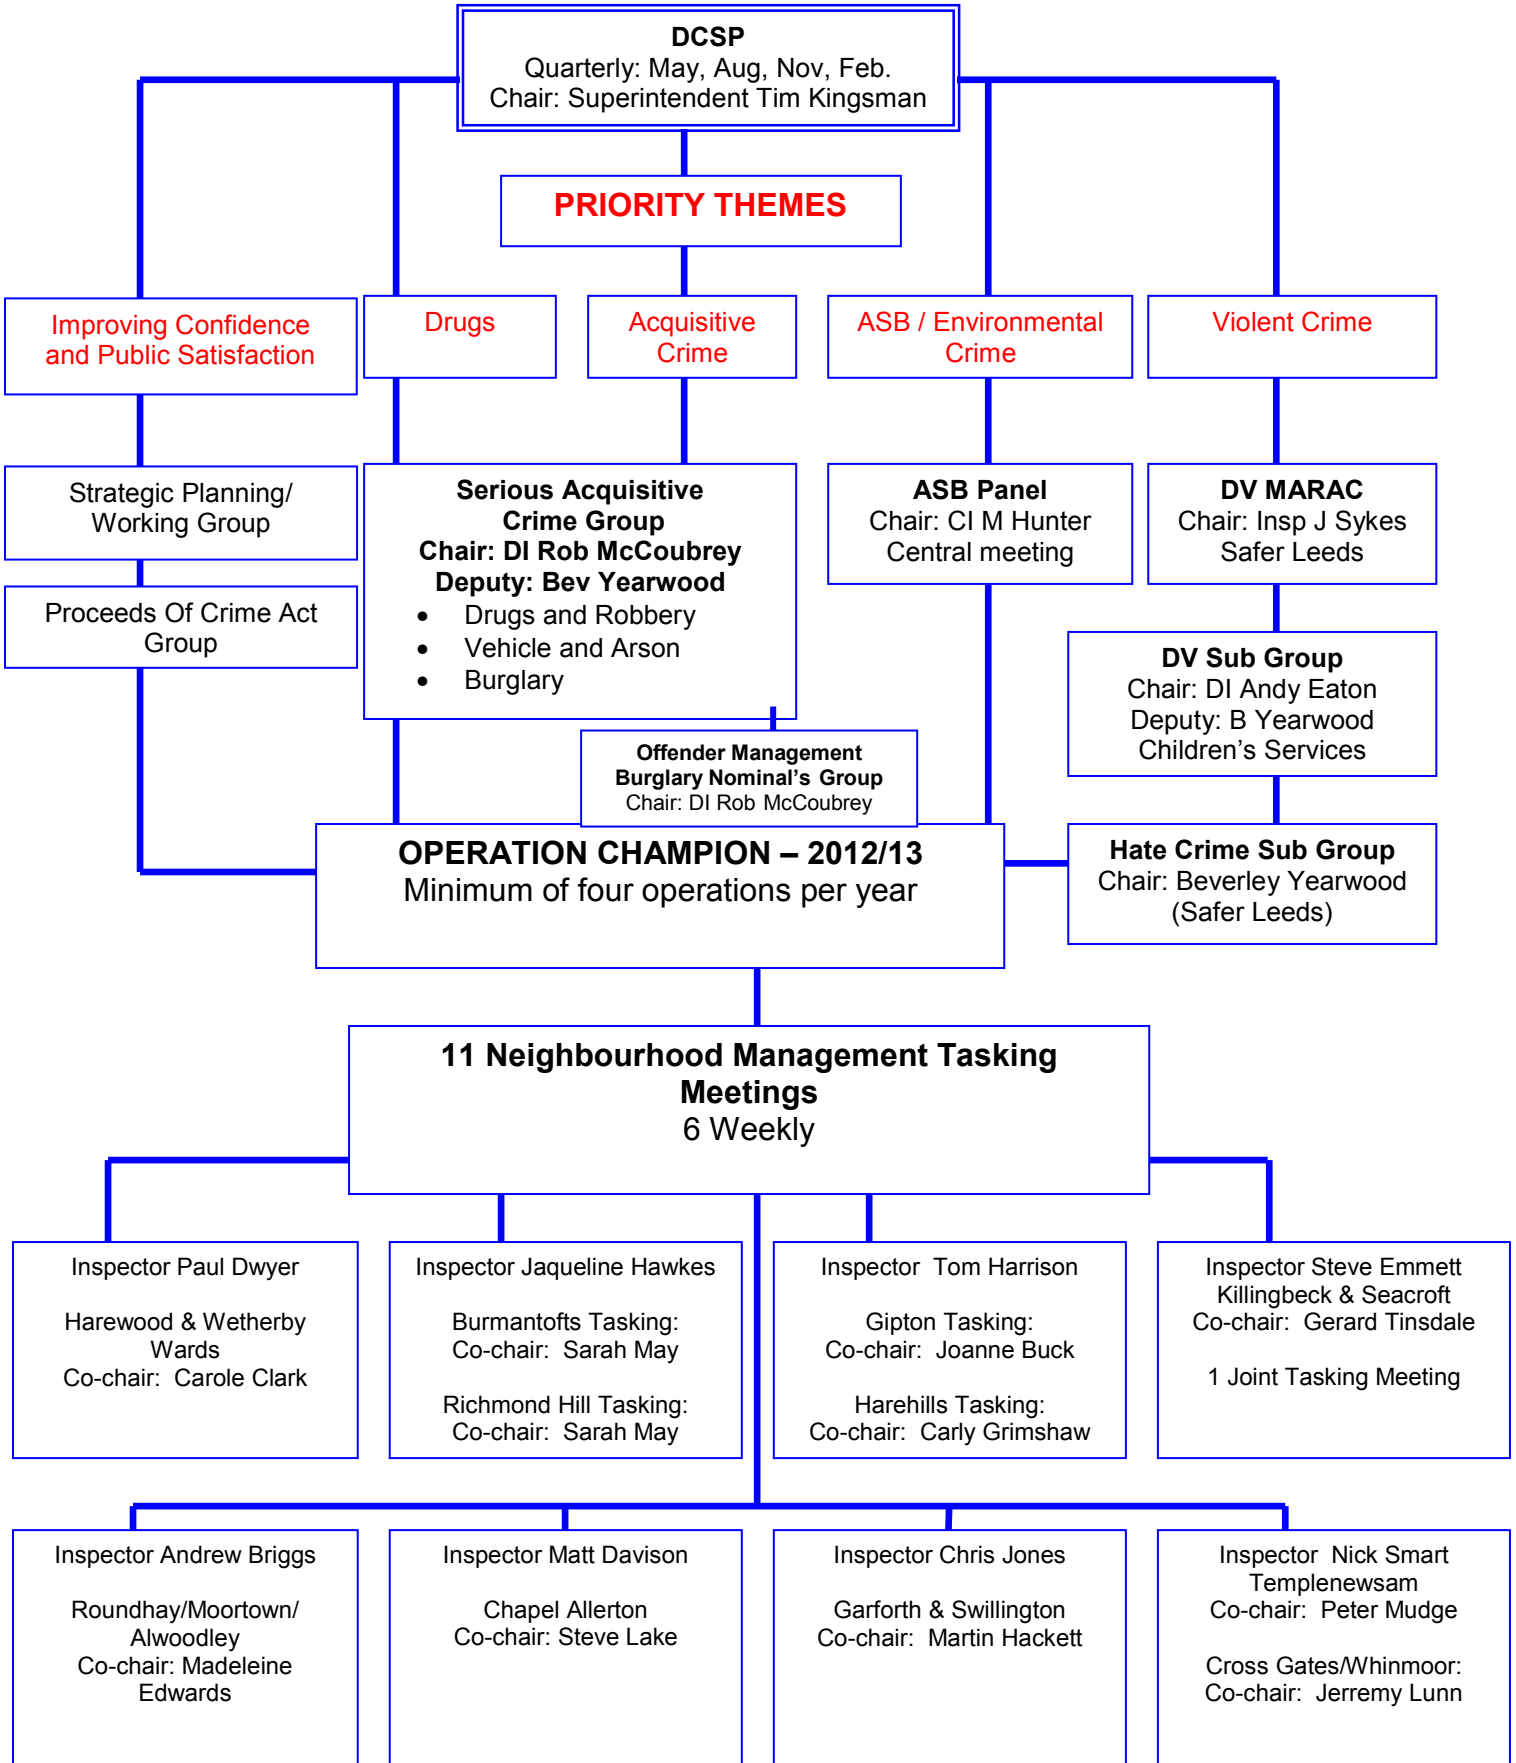 DCSP
Quarterly: May, Aug, Nov, Feb.
Chair: Superintendent Tim Kingsman
PRIORITY THEMES
Improving Confidence
and Public Satisfaction
Drugs
Acquisitive
Crime
ASB / Environmental
Crime
Violent Crime
Strategic Planning/
Working Group
Proceeds Of Crime Act
Group
Serious Acquisitive
Crime Group
Chair: DI Rob McCoubrey
Deputy: Bev Yearwood
• Drugs and Robbery
• Vehicle and Arson
• Burglary
ASB Panel
Chair: CI M Hunter
Central meeting
DV MARAC
Chair: Insp J Sykes
Safer Leeds
DV Sub Group
Chair: DI Andy Eaton
Deputy: B Yearwood
Children's Services
Offender Management
Burglary Nominal's Group
Chair: DI Rob McCoubrey
OPERATION CHAMPION – 2012/13
Minimum of four operations per year
Hate Crime Sub Group
Chair: Beverley Yearwood
(Safer Leeds)
11 Neighbourhood Management Tasking
Meetings
6 Weekly
Inspector Paul Dwyer
Harewood & Wetherby
Wards
Co-chair: Carole Clark
Inspector Jaqueline Hawkes
Burmantofts Tasking:
Co-chair: Sarah May
Richmond Hill Tasking:
Co-chair: Sarah May
Inspector Tom Harrison
Gipton Tasking:
Co-chair: Joanne Buck
Harehills Tasking:
Co-chair: Carly Grimshaw
Inspector Steve Emmett
Killingbeck & Seacroft
Co-chair: Gerard Tinsdale
1 Joint Tasking Meeting
Inspector Andrew Briggs
Roundhay/Moortown/
Alwoodley
Co-chair: Madeleine
Edwards
Inspector Matt Davison
Chapel Allerton
Co-chair: Steve Lake
Inspector Chris Jones
Garforth & Swillington
Co-chair: Martin Hackett
Inspector Nick Smart
Templenewsam
Co-chair: Peter Mudge
Cross Gates/Whinmoor:
Co-chair: Jerremy Lunn